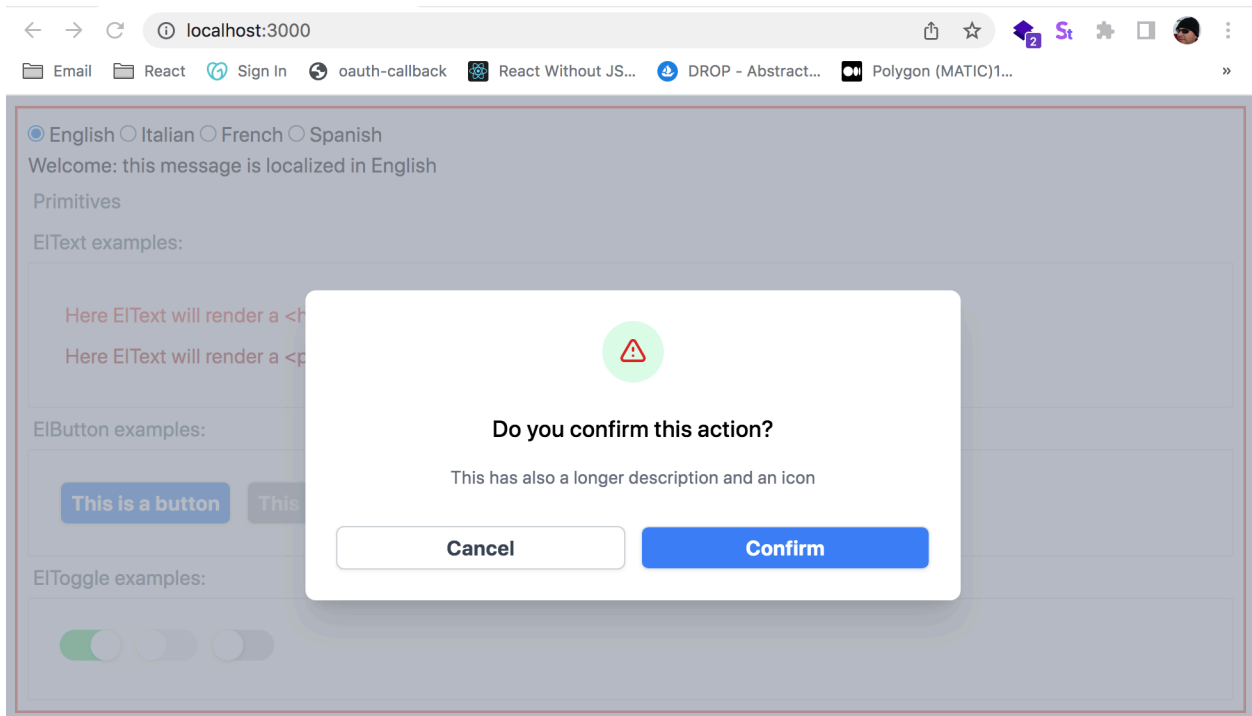 localhost:3000
2 St
Email React Sign In oauth-callback React Without JS... DROP - Abstract... Polygon (MATIC)1... »
English Italian French Spanish
Welcome: this message is localized in English
Primitives
ElText examples:
Here ElText will render a <h
Here ElText will render a <p
Do you confirm this action?
This has also a longer description and an icon
Cancel Confirm
ElButton examples:
This is a button This
ElToggle examples: